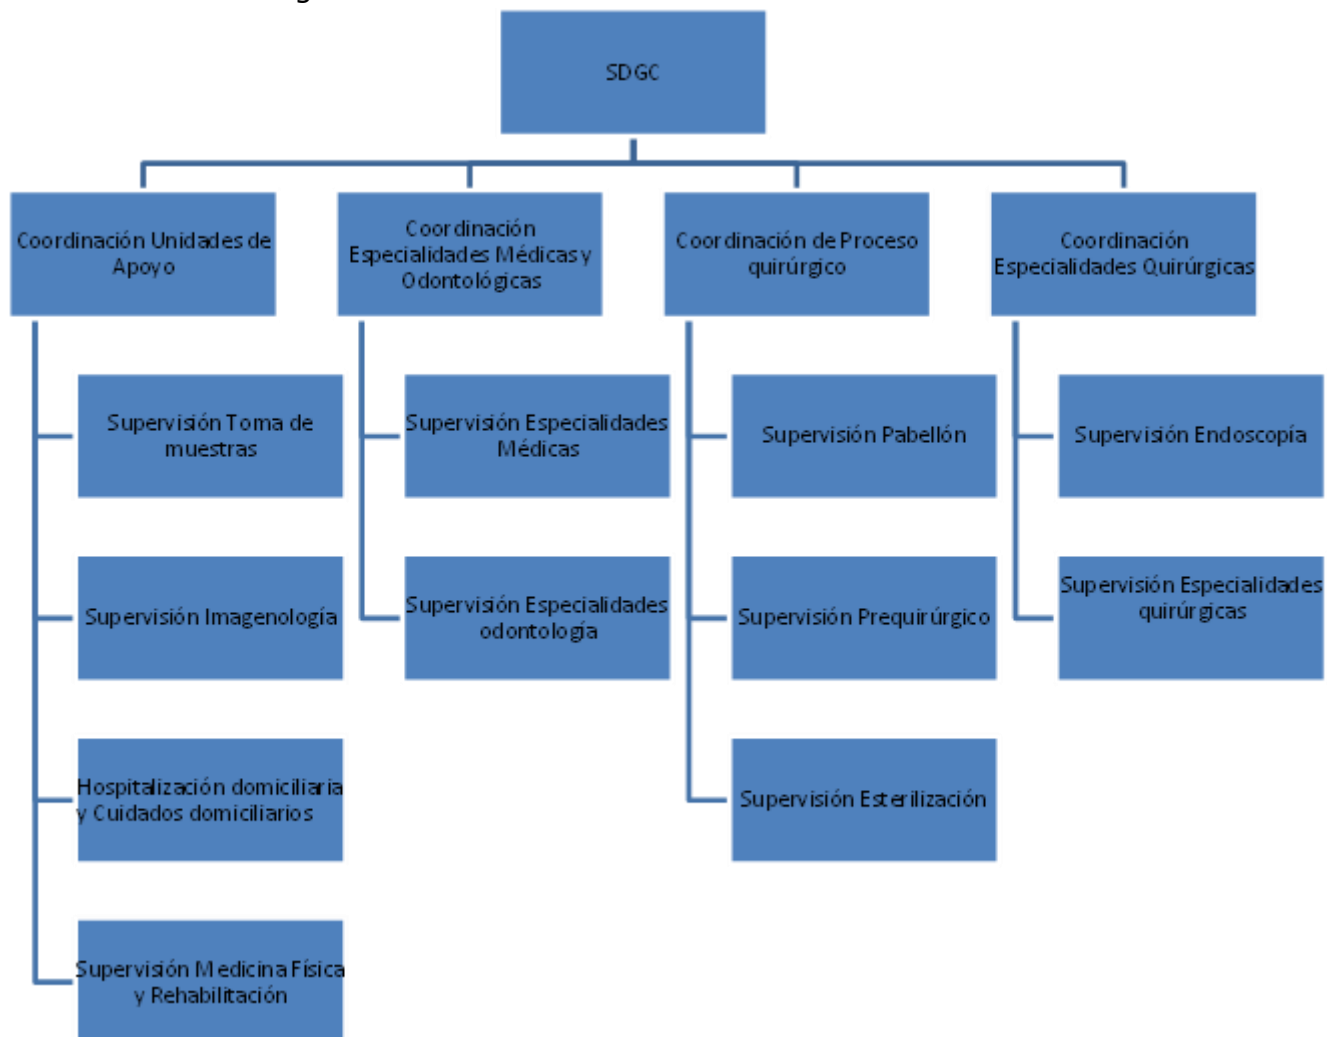 SDGC
Coordinación Unidades de
Apoyo
Coordinación
Especialidades Médicas y
Odontológicas
Coordinación de Proceso
quirúrgico
Coordinación
Especialidades Quirúrgicas
Supervisión Toma de
muestras
Supervisión Especialidades
Médicas
Supervisión Pabellón
Supervisión Endoscopía
Supervisión Imagenología
Supervisión Especialidades
odontología
Supervisión Prequirúrgico
Supervisión Especialidades
quirúrgicas
Hospitalización domiciliaria
y Cuidados domiciliarios
Supervisión Esterilización
Supervisión Medicina Física
y Rehabilitación